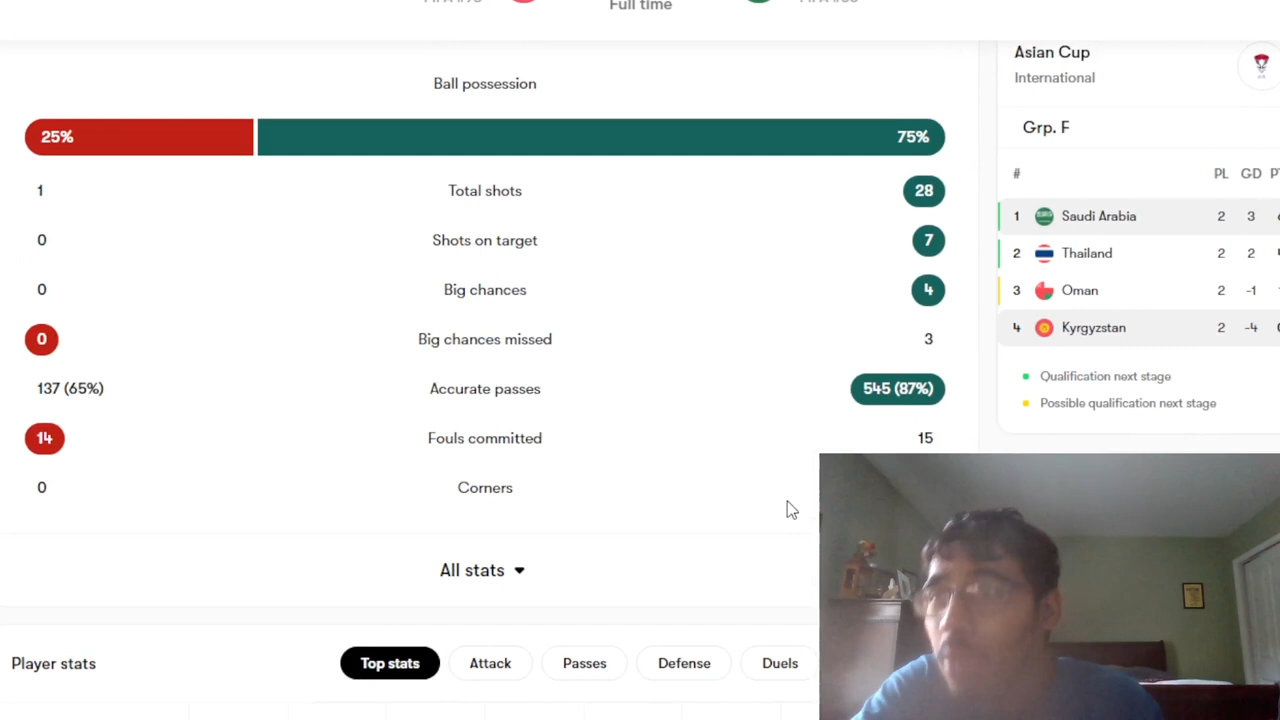 Full time
Ball possession
25% 75%
1 Total shots 28
0 Shots on target 7
0 Big chances 4
0 Big chances missed 3
137 (65%) Accurate passes 545 (87%)
14 Fouls committed 15
0 Corners
All stats
Player stats Top stats Attack Passes Defense Duels
Asian Cup
International
Grp. F
# PL GD
1 Saudi Arabia 2 3
2 Thailand 2 2
3 Oman 2 -1
4 Kyrgyzstan 2 -4
Qualification next stage
Possible qualification next stage